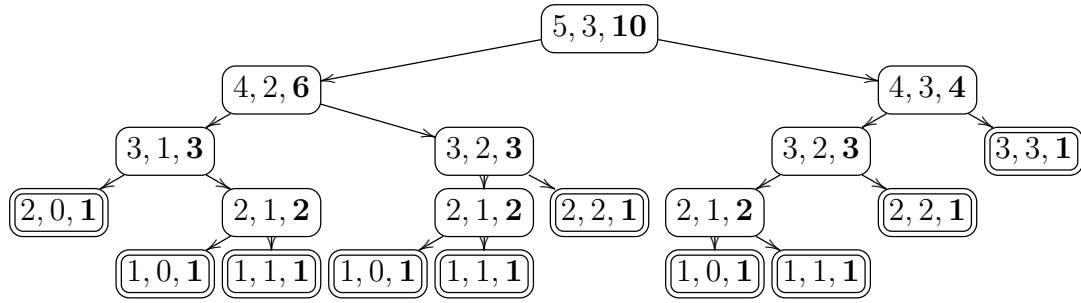 5, 3, 10
4, 2, 6 4, 3, 4
3, 1, 3 3, 2, 3 3, 2, 3 3, 3, 1
2, 0, 1 2, 1, 2 2, 1, 2 2, 2, 1 2, 1, 2 2, 2, 1
1, 0, 1 1, 1, 1 1, 0, 1 1, 1, 1 1, 0, 1 1, 1, 1